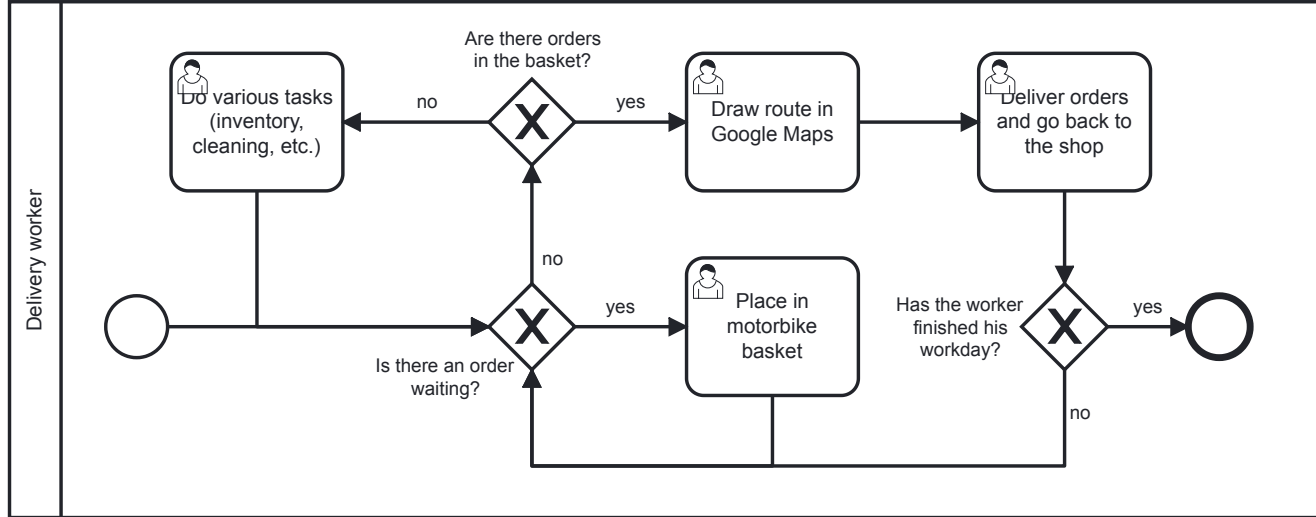 Delivery worker
Are there orders
in the basket?
Do various tasks
(inventory,
cleaning, etc.)
no
yes
Draw route in
Google Maps
Deliver orders
and go back to
the shop
no
Is there an order
waiting?
yes
Place in
motorbike
basket
Has the worker
finished his
workday?
yes
no